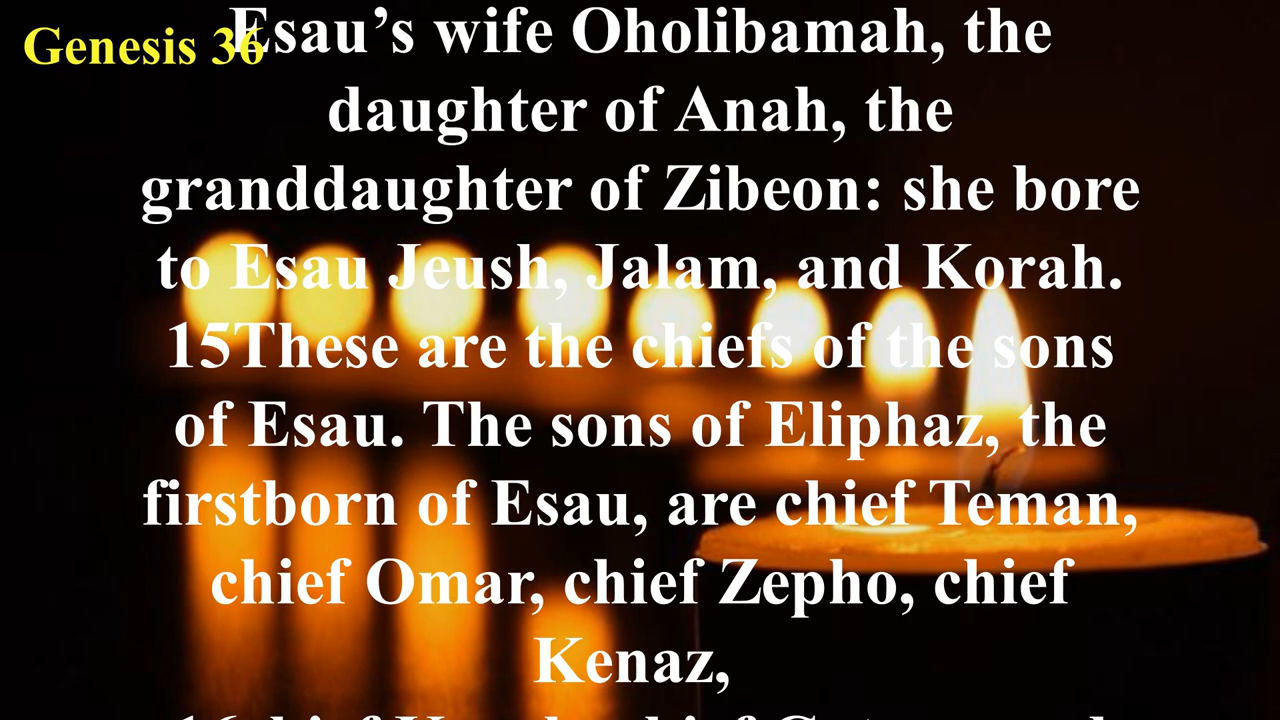 Genesis 36
Esau’s wife Oholibamah, the
daughter of Anah, the
granddaughter of Zibeon: she bore
to Esau Jeush, Jalam, and Korah.
15These are the chiefs of the sons
of Esau. The sons of Eliphaz, the
firstborn of Esau, are chief Teman,
chief Omar, chief Zepho, chief
Kenaz,